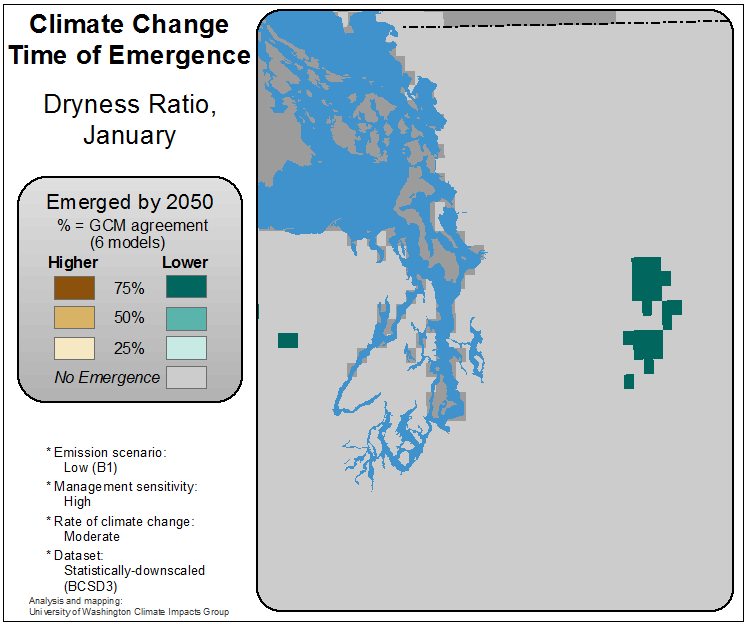 Climate Change
Time of Emergence
Dryness Ratio,
January
Emerged by 2050
% = GCM agreement
(6 models)
Higher Lower
75%
50%
25%
No Emergence
* Emission scenario:
Low (B1)
* Management sensitivity:
High
* Rate of climate change:
Moderate
* Dataset:
Statistically-downscaled
(BCSD3)
Analysis and mapping:
University of Washington Climate Impacts Group